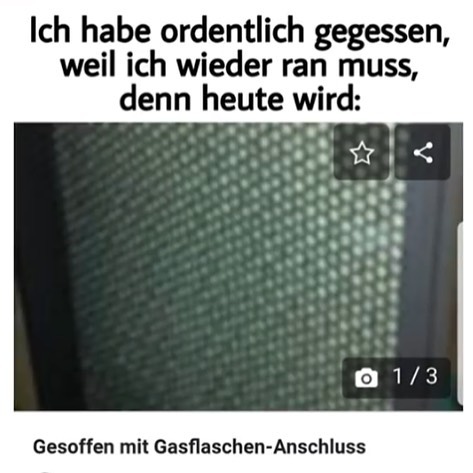 Ich habe ordentlich gegessen,
weil ich wieder ran muss,
denn heute wird:
1/3
Gesoffen mit Gasflaschen-Anschluss